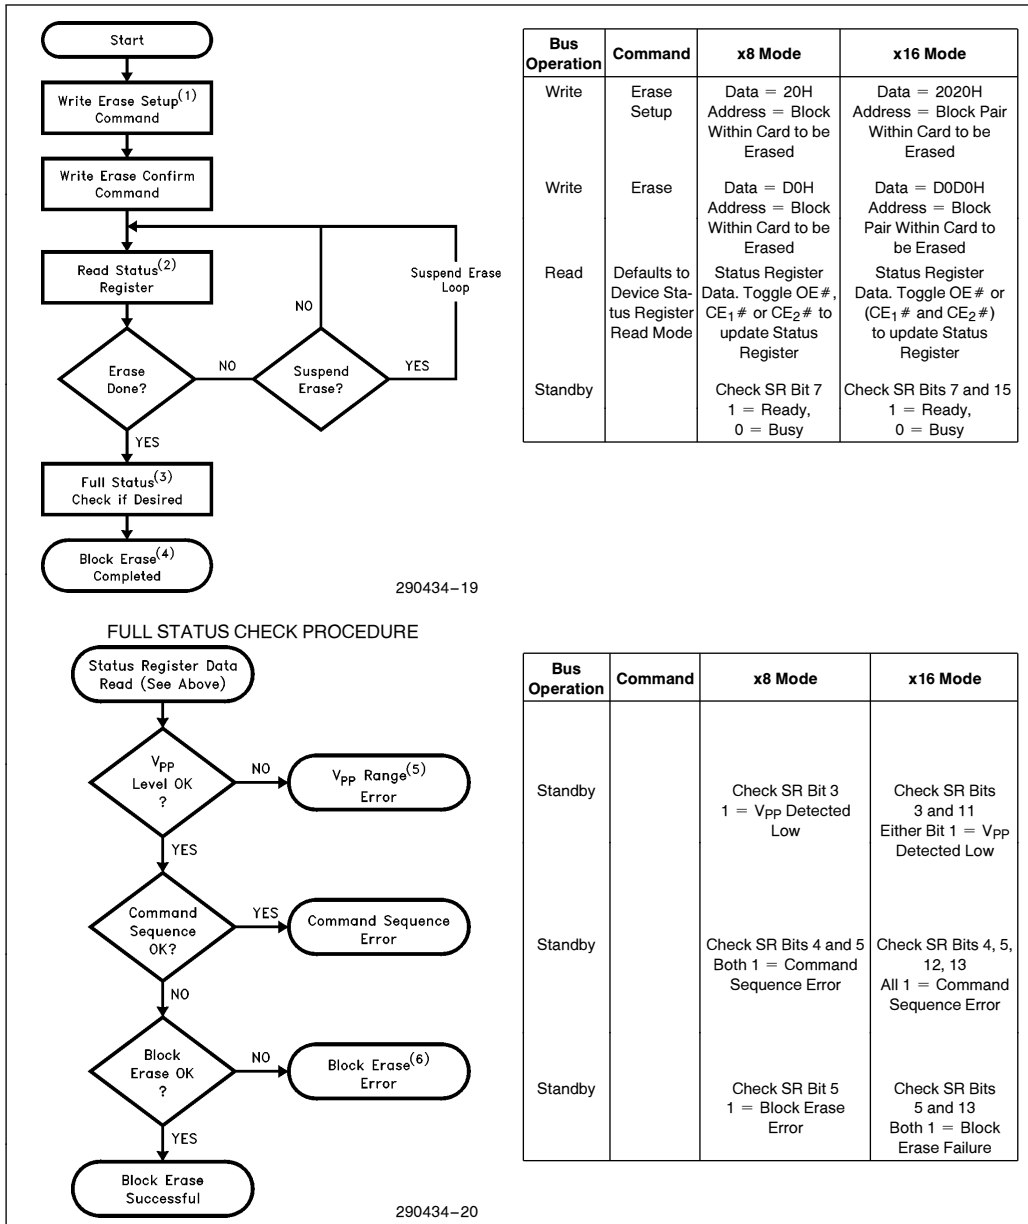 Start
Write Erase Setup(1)
Command
Write Erase Confirm
Command
Read Status(2)
Register
Suspend Erase
Loop
NO
Erase
Done?
NO
Suspend
Erase?
YES
YES
Full Status(3)
Check if Desired
Block Erase(4)
Completed
290434–19
Bus
Operation
Command
x8 Mode
x16 Mode
Write
Erase
Setup
Data = 20H
Address = Block
Within Card to be
Erased
Data = 2020H
Address = Block Pair
Within Card to be
Erased
Write
Erase
Data = D0H
Address = Block
Within Card to be
Erased
Data = D0D0H
Address = Block
Pair Within Card to
be Erased
Read
Defaults to
Device Sta-
tus Register
Read Mode
Status Register
Data. Toggle OE#,
CE1# or CE2# to
update Status
Register
Status Register
Data. Toggle OE# or
(CE1# and CE2#)
to update Status
Register
Standby
Check SR Bit 7
1 = Ready,
0 = Busy
Check SR Bits 7 and 15
1 = Ready,
0 = Busy
FULL STATUS CHECK PROCEDURE
Status Register Data
Read (See Above)
VPP
Level OK
?
NO
VPP Range(5)
Error
YES
Command
Sequence
OK?
YES
Command Sequence
Error
NO
Block
Erase OK
?
NO
Block Erase(6)
Error
YES
Block Erase
Successful
290434–20
Bus
Operation
Command
x8 Mode
x16 Mode
Standby
Check SR Bit 3
1 = VPP Detected
Low
Check SR Bits
3 and 11
Either Bit 1 = VPP
Detected Low
Standby
Check SR Bits 4 and 5
Both 1 = Command
Sequence Error
Check SR Bits 4, 5,
12, 13
All 1 = Command
Sequence Error
Standby
Check SR Bit 5
1 = Block Erase
Error
Check SR Bits
5 and 13
Both 1 = Block
Erase Failure